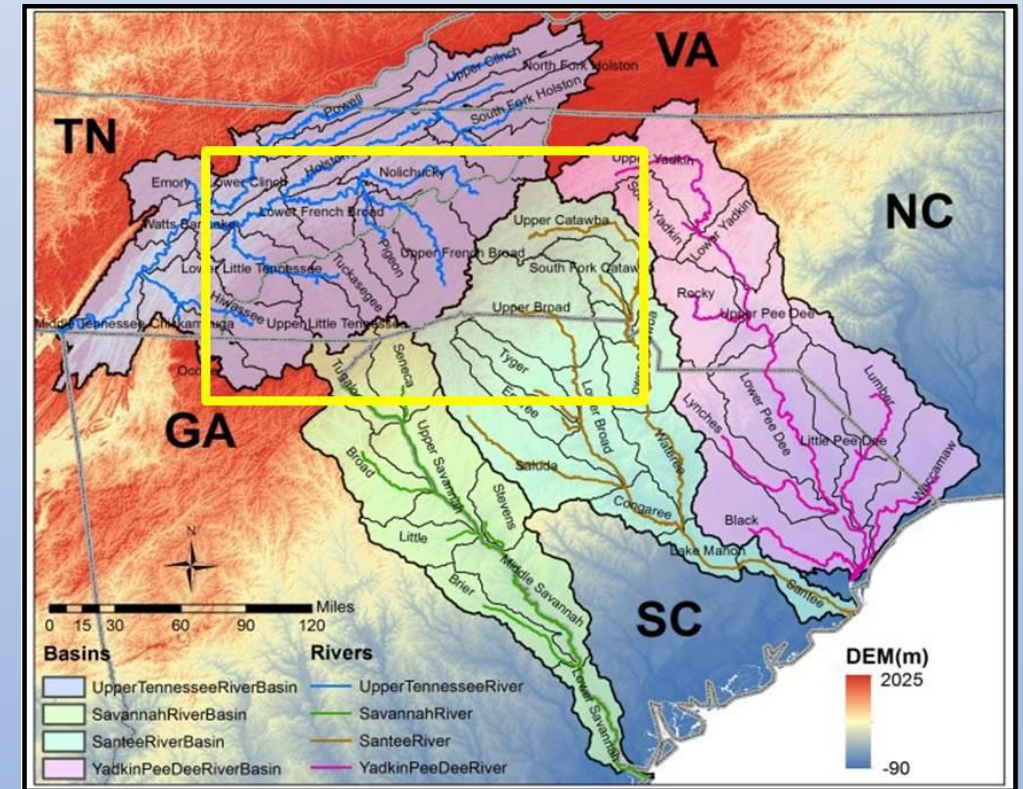 VA
North Fork Holston
Upper Clinch
South Fork Holston
Powell
TN
Holston
Upper Yadkin
Nolichucky
Emory
Lower Clinch
South Yadkin
Lower Yadkin
NC
Lower French Broad
Upper Catawba
Watts Bar Lake
Pigeon
Upper French Broad
Lower Little Tennessee
Tuckasegee
South Fork Catawba
Rocky
Hiwassee
Upper Broad
Upper Pee Dee
Middle Tennessee-Chickamauga
Upper Little Tennessee
Seneca
Tyger
Lower Pee Dee
Lumber
Lynches
GA
Lower Broad
Upper Savannah
Wateree
Little Pee Dee
Waccamaw
Broad
Saluda
Stevens
Congaree
Black
Little
Lake Marion
Middle Savannah
Brier
Santee
SC
Lower Savannah
N
Miles
0 15 30 60 90 120
Basins
Rivers
DEM(m)
2025
-90
UpperTennesseeRiverBasin
UpperTennesseeRiver
SavannahRiverBasin
SavannahRiver
SanteeRiverBasin
SanteeRiver
YadkinPeeDeeRiverBasin
YadkinPeeDeeRiver